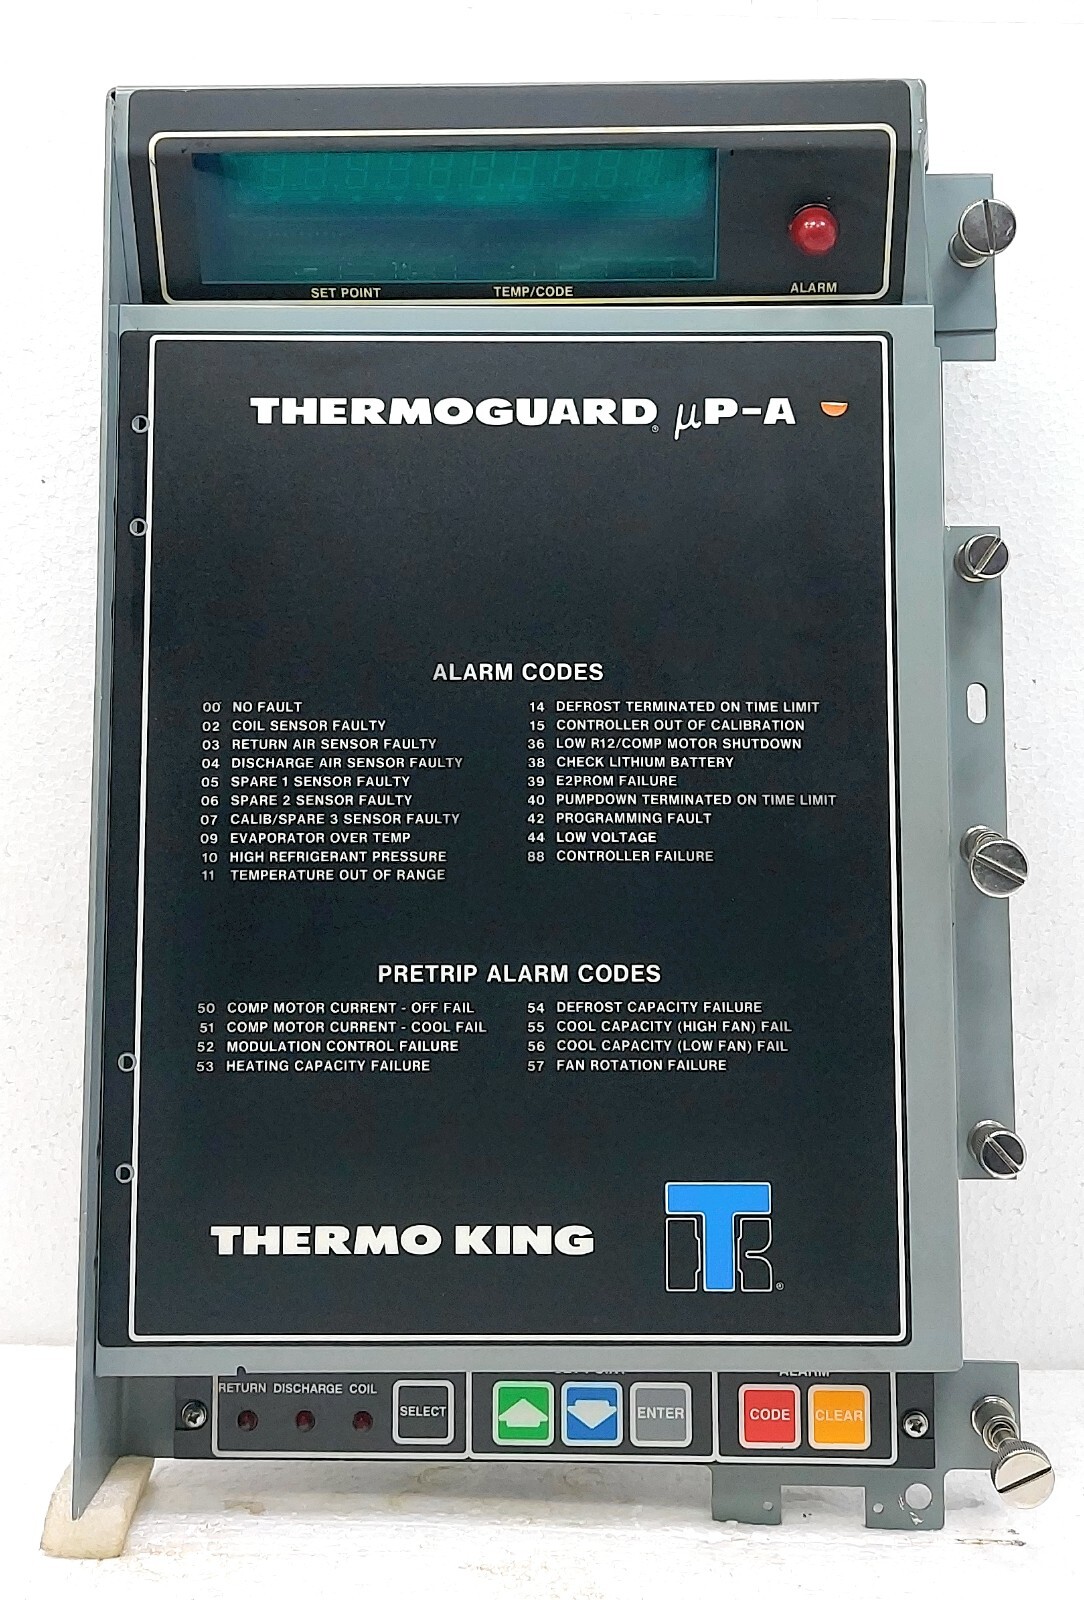 SET POINT TEMP/CODE ALARM
THERMOGUARD® µP-A
ALARM CODES
00 NO FAULT
02 COIL SENSOR FAULTY
03 RETURN AIR SENSOR FAULTY
04 DISCHARGE AIR SENSOR FAULTY
05 SPARE 1 SENSOR FAULTY
06 SPARE 2 SENSOR FAULTY
07 CALIB/SPARE 3 SENSOR FAULTY
09 EVAPORATOR OVER TEMP
10 HIGH REFRIGERANT PRESSURE
11 TEMPERATURE OUT OF RANGE
14 DEFROST TERMINATED ON TIME LIMIT
15 CONTROLLER OUT OF CALIBRATION
36 LOW R12/COMP MOTOR SHUTDOWN
38 CHECK LITHIUM BATTERY
39 E2PROM FAILURE
40 PUMPDOWN TERMINATED ON TIME LIMIT
42 PROGRAMMING FAULT
44 LOW VOLTAGE
88 CONTROLLER FAILURE
PRETRIP ALARM CODES
50 COMP MOTOR CURRENT - OFF FAIL
51 COMP MOTOR CURRENT - COOL FAIL
52 MODULATION CONTROL FAILURE
53 HEATING CAPACITY FAILURE
54 DEFROST CAPACITY FAILURE
55 COOL CAPACITY (HIGH FAN) FAIL
56 COOL CAPACITY (LOW FAN) FAIL
57 FAN ROTATION FAILURE
THERMO KING
TK®
ALARM
RETURN DISCHARGE COIL
SELECT ENTER CODE CLEAR